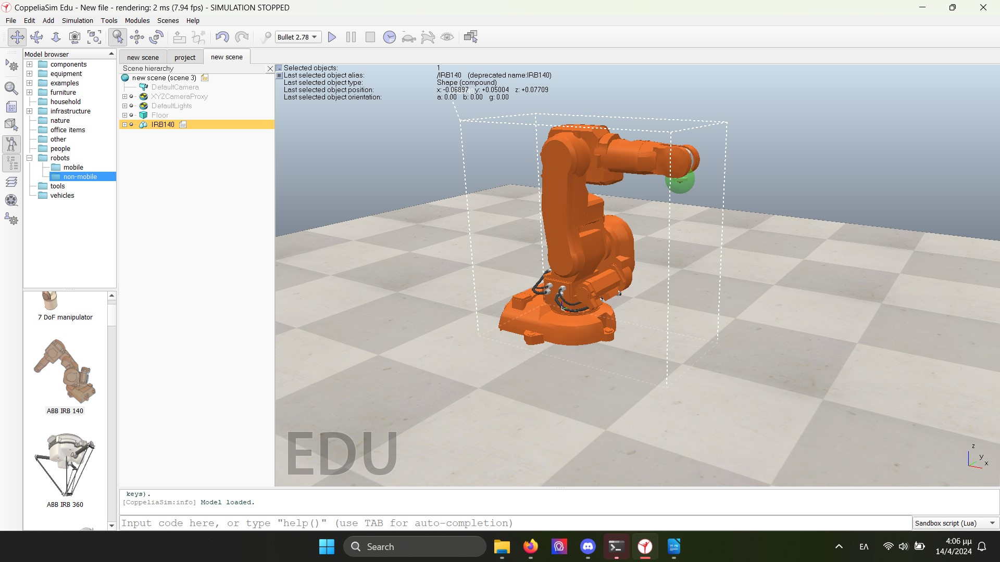 CoppeliaSim Edu - New file - rendering: 2 ms (7.94 fps) - SIMULATION STOPPED
File Edit Add Simulation Tools Modules Scenes Help
Bullet 2.78
RT
Model browser
components
equipment
examples
furniture
household
infrastructure
nature
office items
other
people
robots
mobile
non-mobile
tools
vehicles
7 DoF manipulator
ABB IRB 140
ABB IRB 360
new scene project new scene
Scene hierarchy
new scene (scene 3)
DefaultCamera
XYZCameraProxy
DefaultLights
Floor
IRB140
Selected objects: 1
Last selected object alias: /IRB140 (deprecated name:IRB140)
Last selected object type: Shape (compound)
Last selected object position: x: -0.06897 y: +0.05004 z: +0.07709
Last selected object orientation: a: 0.00 b: 0.00 g: 0.00
EDU
z
y
x
keys).
[CoppeliaSim:info] Model loaded.
Input code here, or type "help()" (use TAB for auto-completion)
Sandbox script (Lua)
Search
ΕΛ
4:06 μμ
14/4/2024